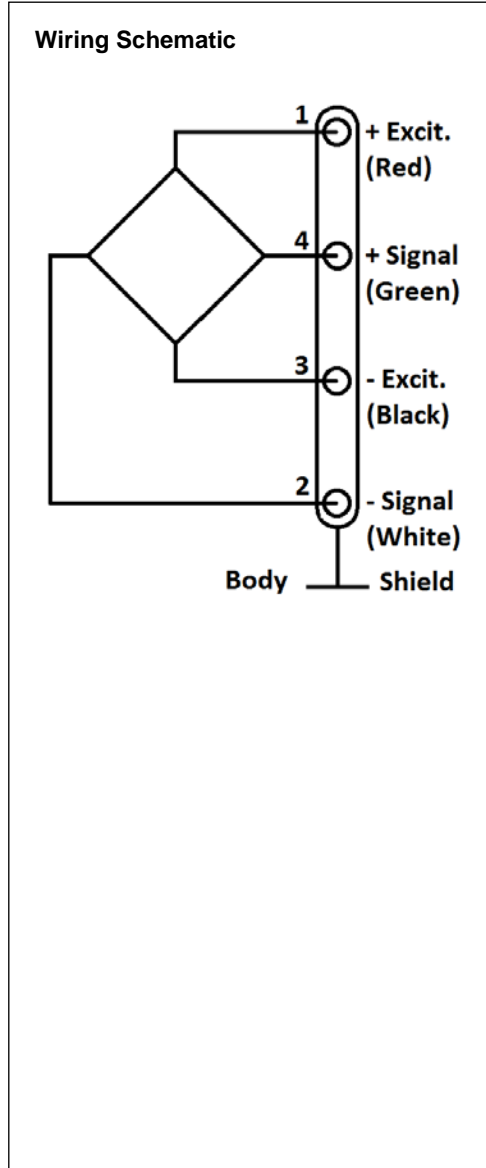 Wiring Schematic
1
+ Excit.
(Red)
4
+ Signal
(Green)
3
- Excit.
(Black)
2
- Signal
(White)
Body
Shield